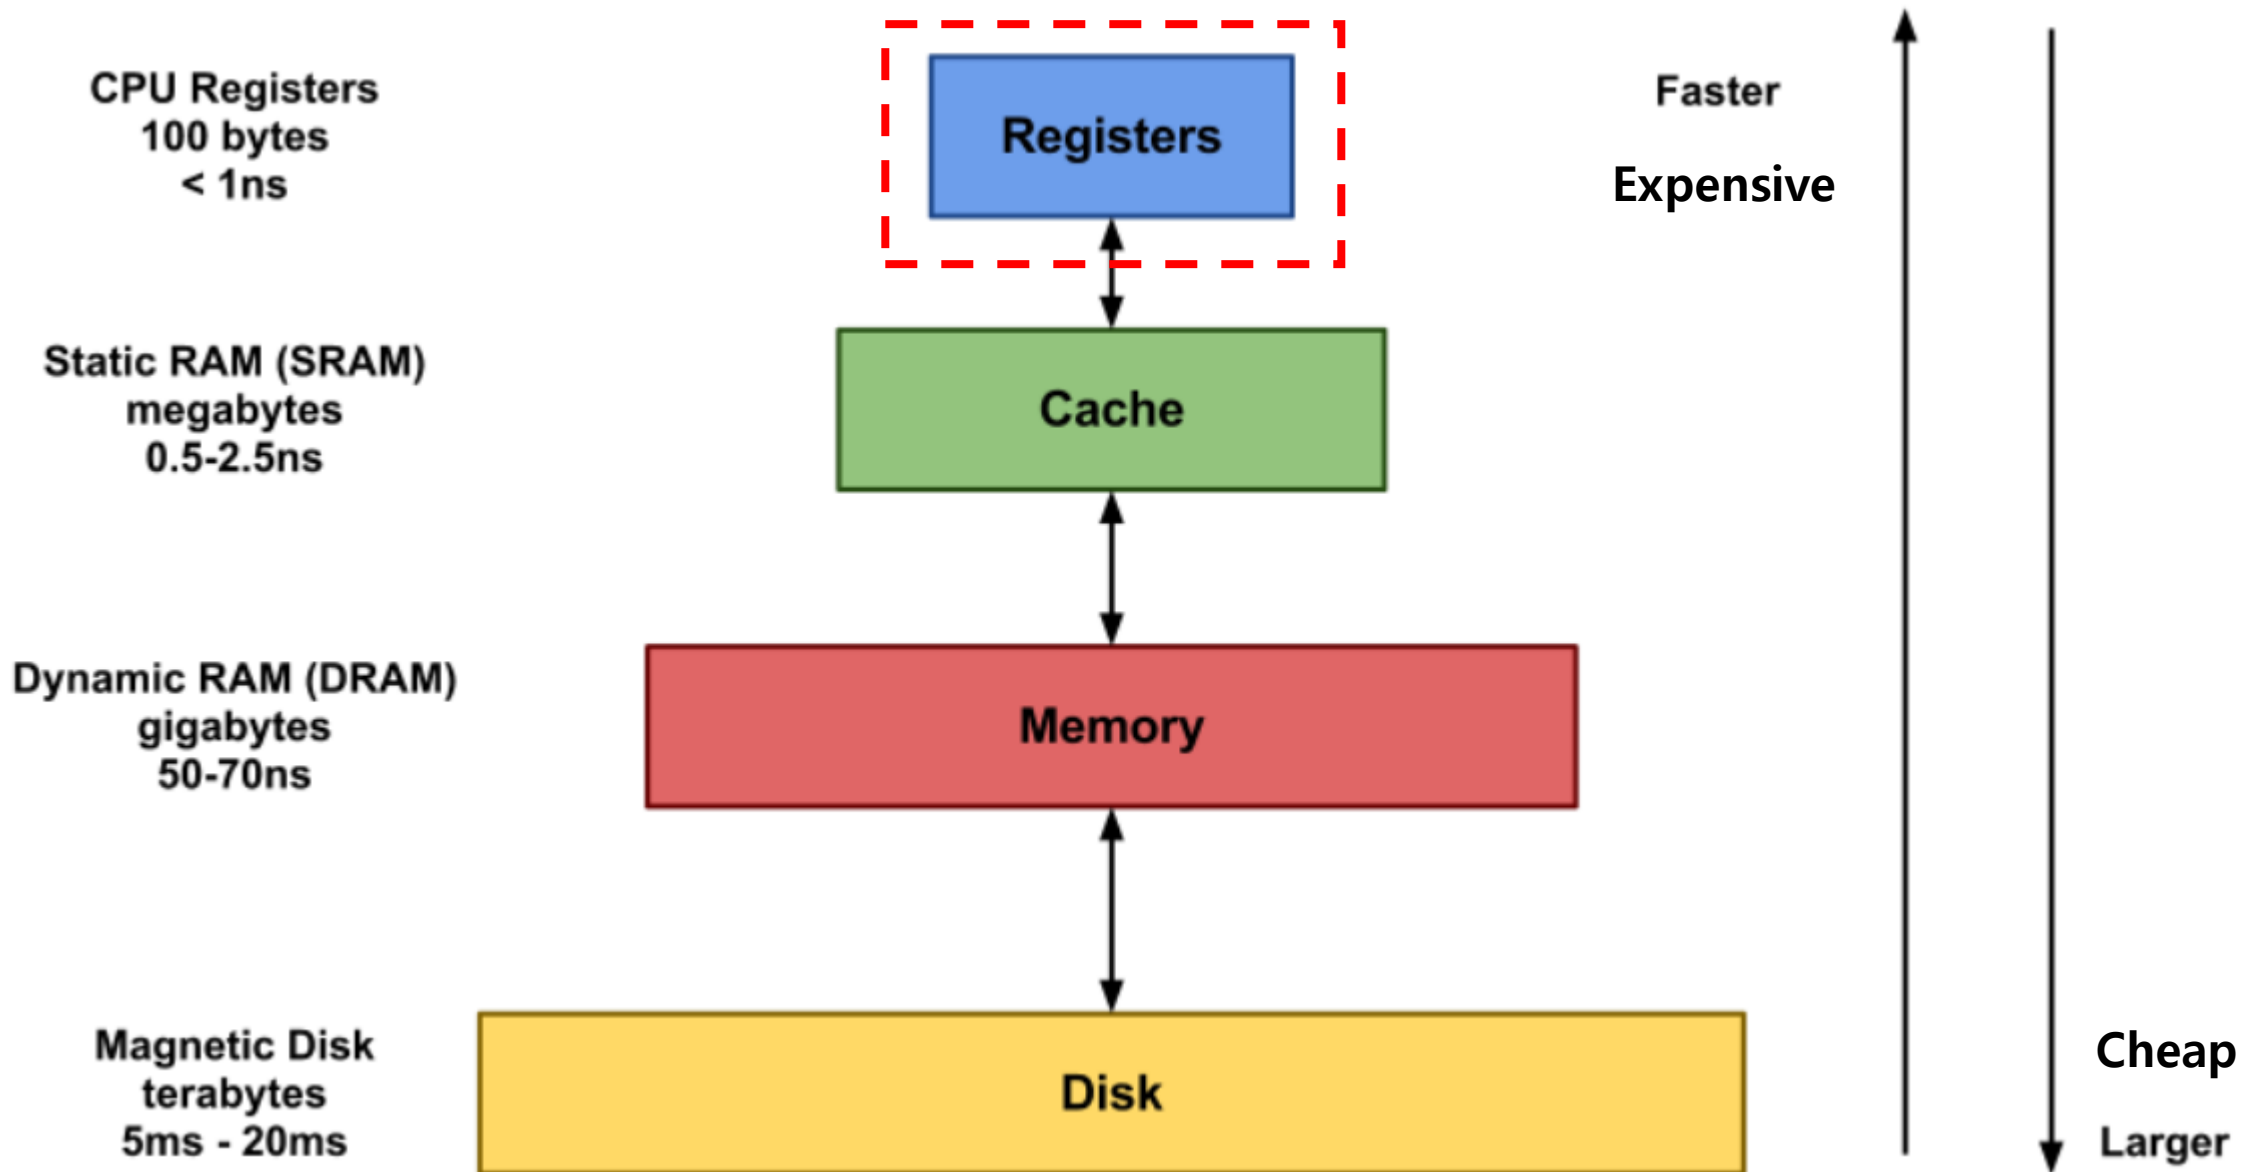 CPU Registers
100 bytes
< 1ns
Registers
Faster
Expensive
Static RAM (SRAM)
megabytes
0.5-2.5ns
Cache
Dynamic RAM (DRAM)
gigabytes
50-70ns
Memory
Magnetic Disk
terabytes
5ms - 20ms
Disk
Cheap
Larger